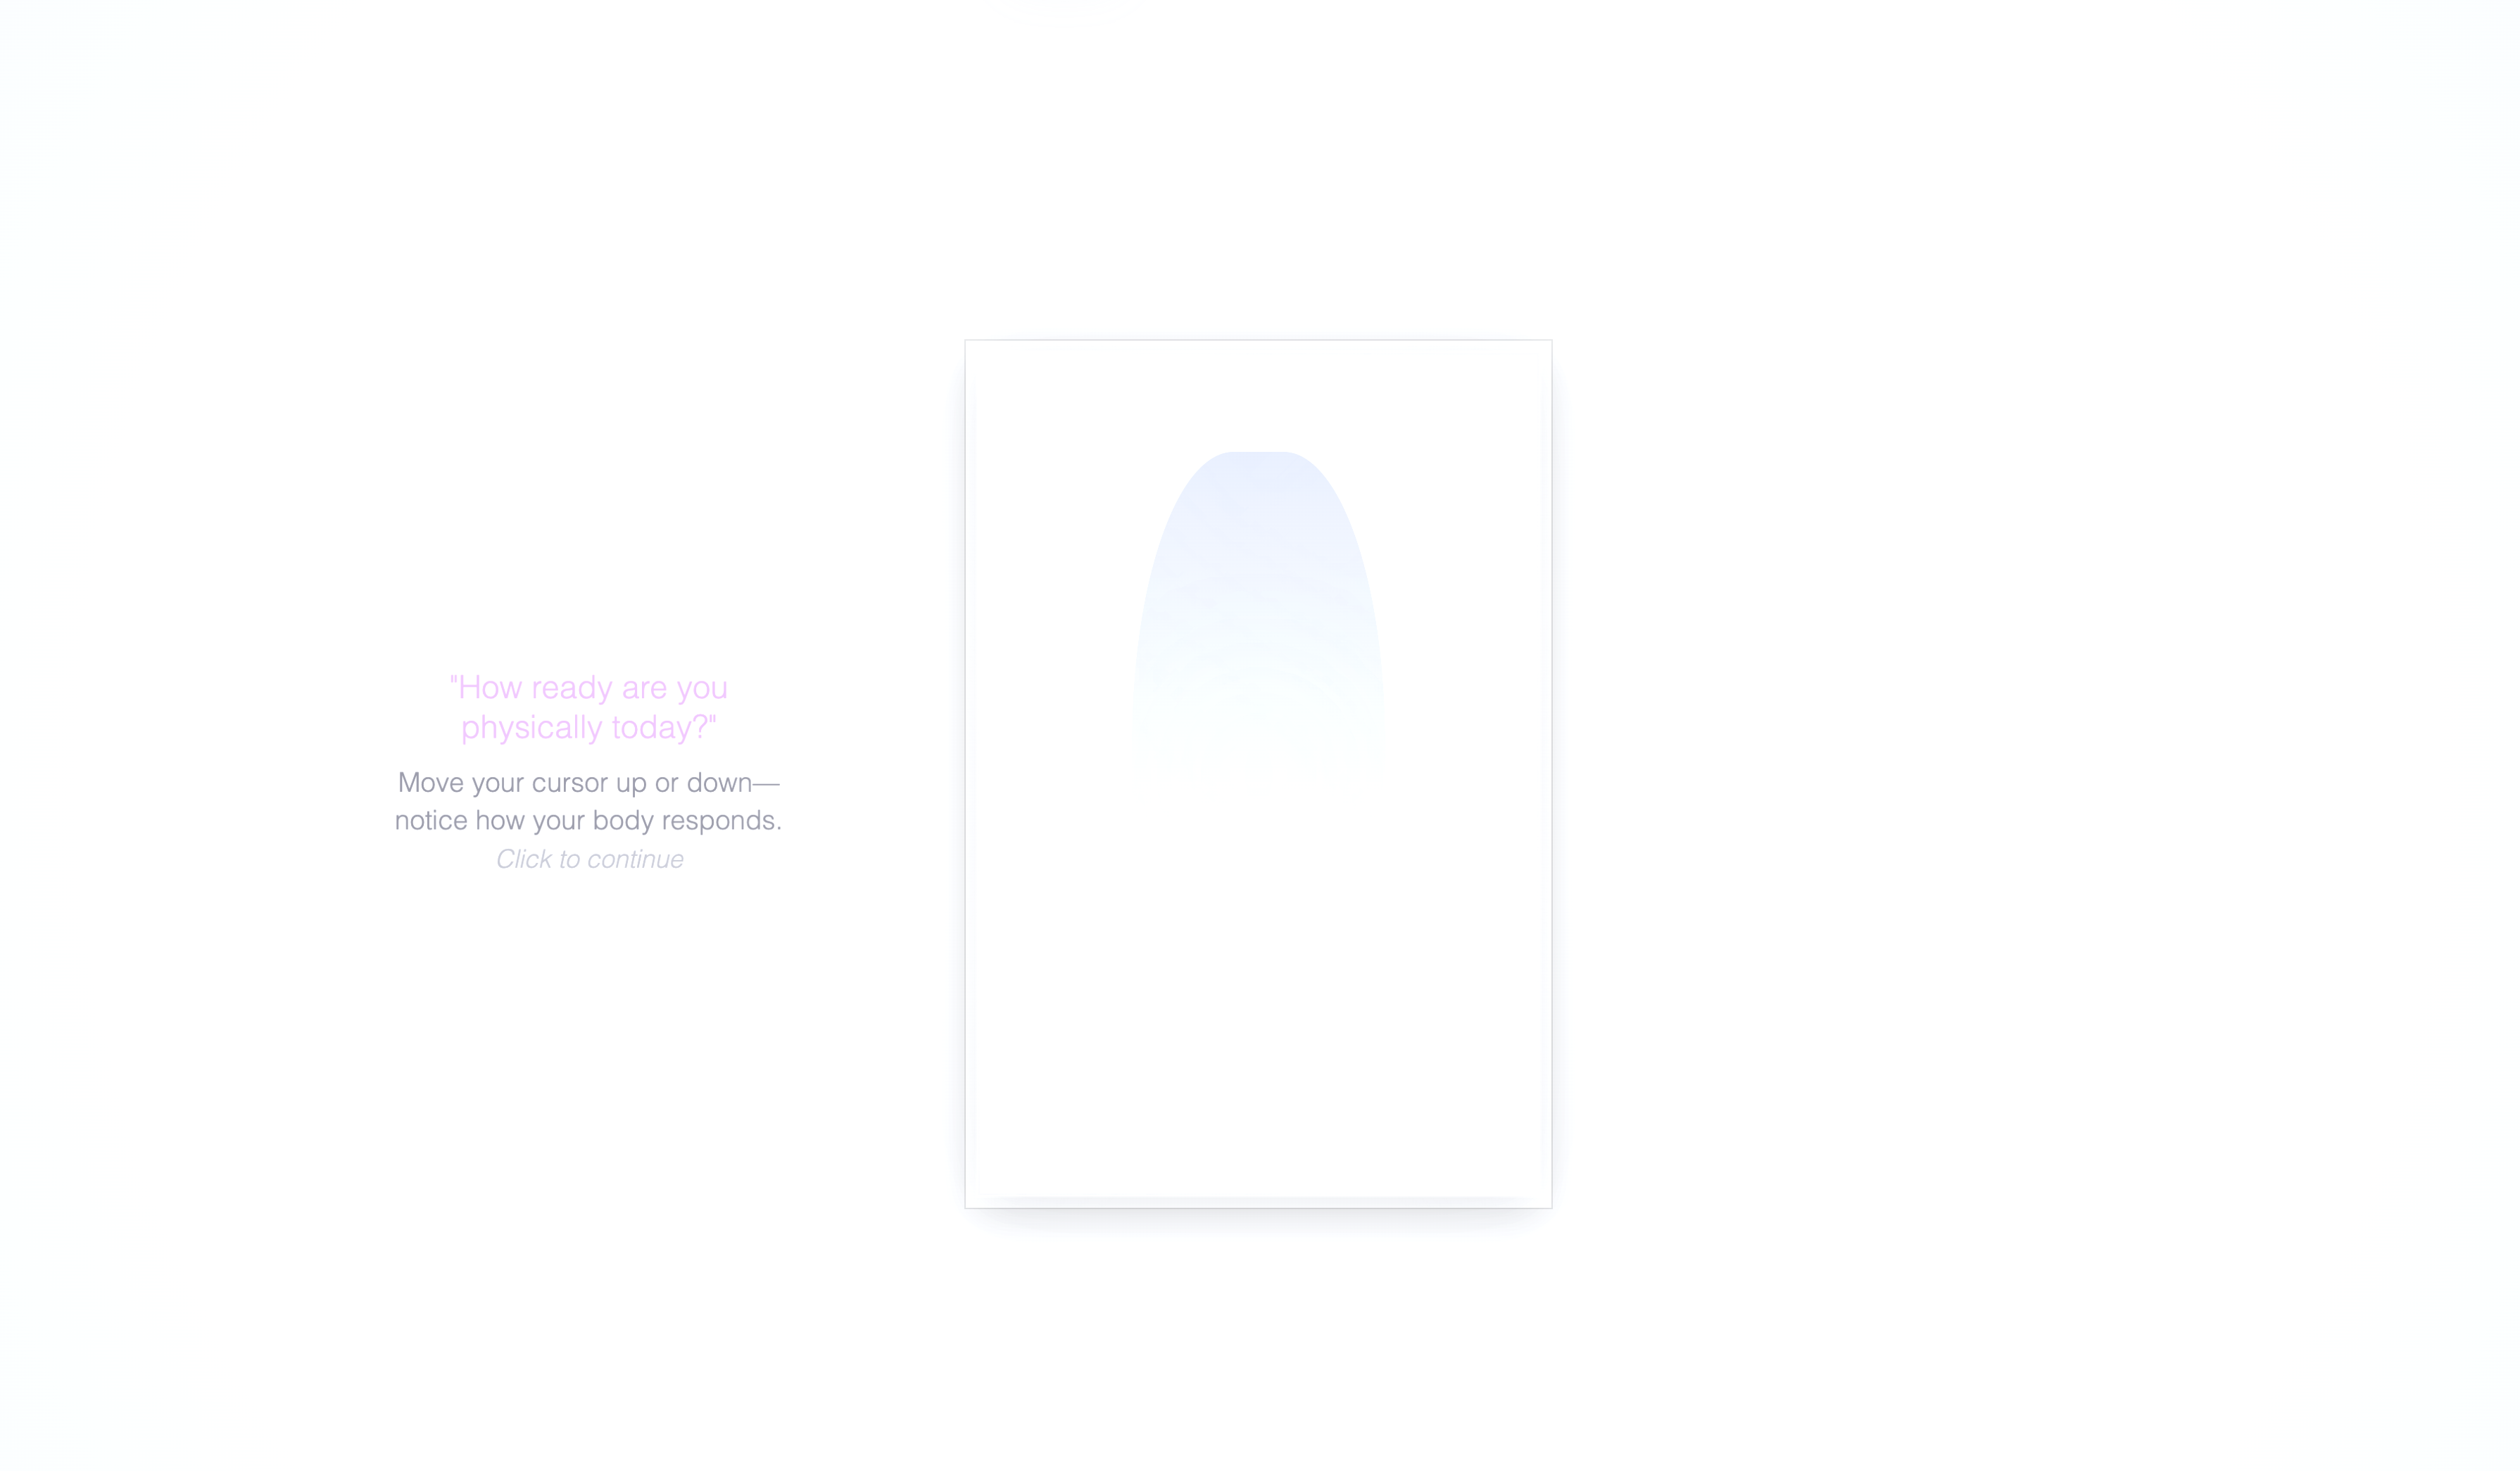 "How ready are you
physically today?"
Move your cursor up or down—
notice how your body responds.
Click to continue